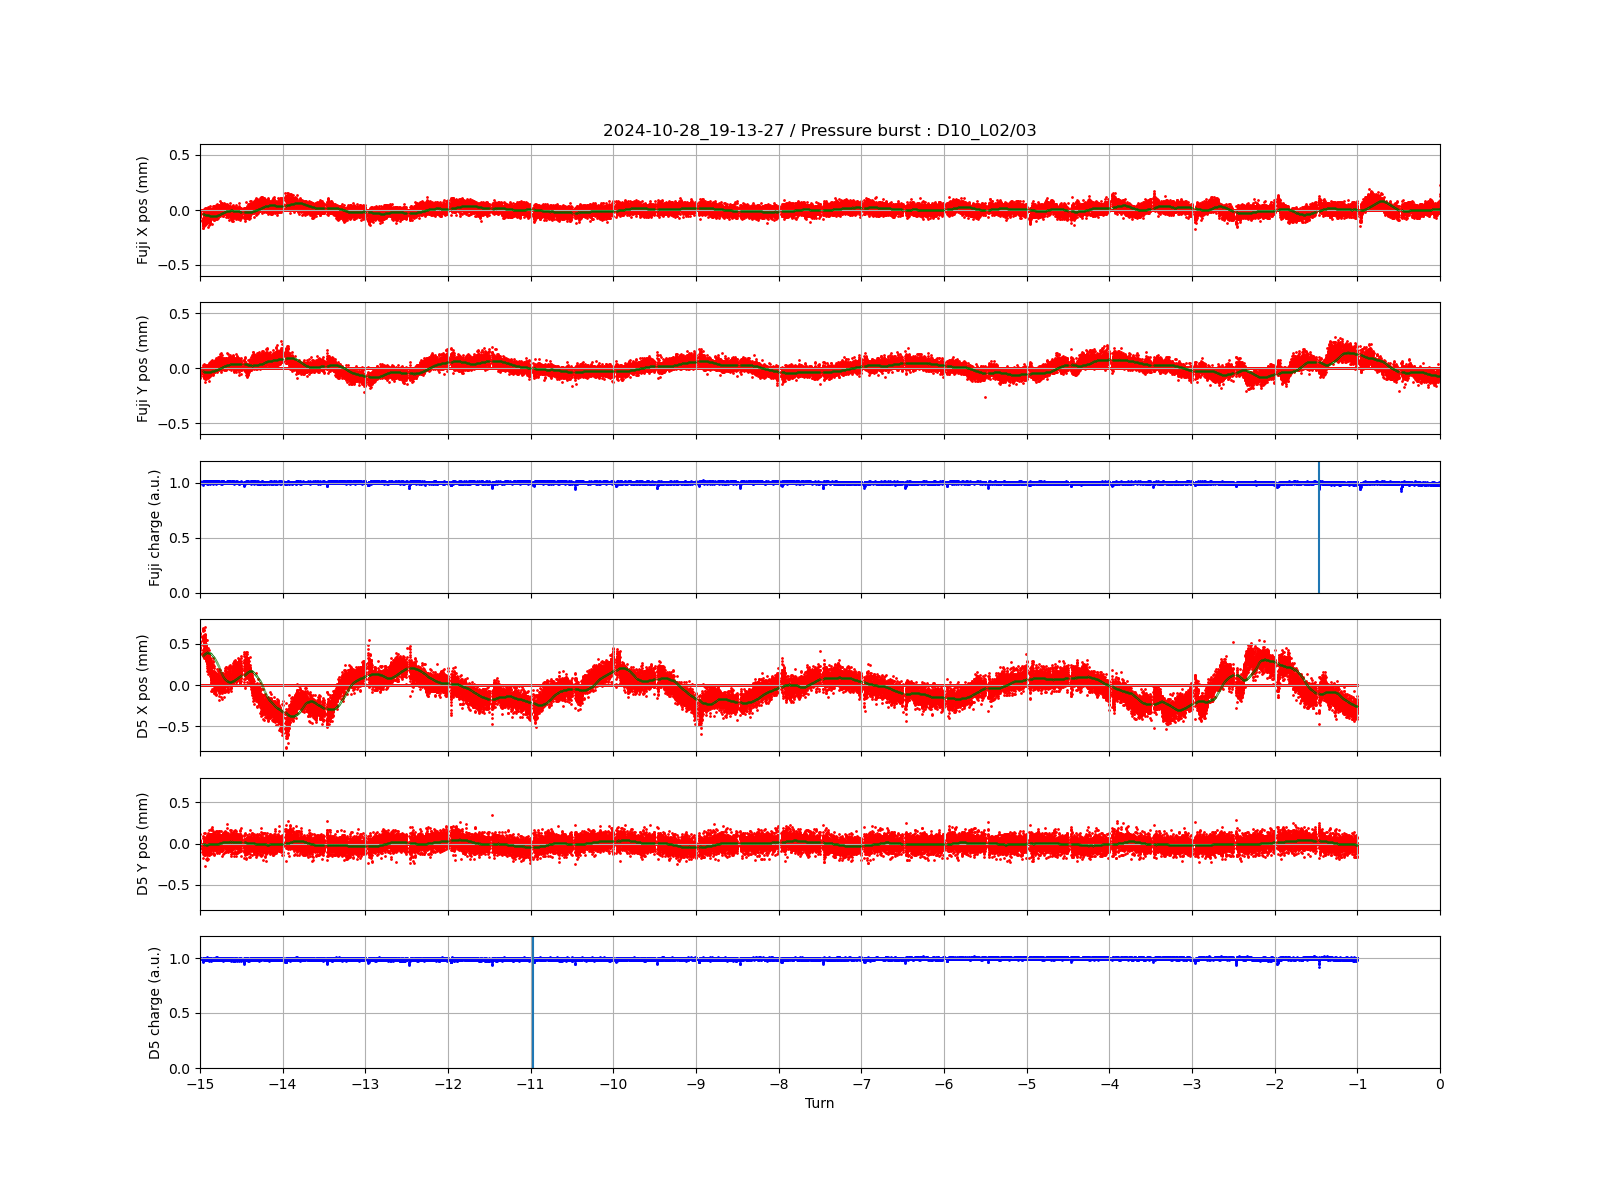 2024-10-28_19-13-27 / Pressure burst : D10_L02/03
0.5
0.0
−0.5
Fuji X pos (mm)
0.5
0.0
−0.5
Fuji Y pos (mm)
1.0
0.5
0.0
Fuji charge (a.u.)
0.5
0.0
−0.5
D5 X pos (mm)
0.5
0.0
−0.5
D5 Y pos (mm)
1.0
0.5
0.0
D5 charge (a.u.)
−15 −14 −13 −12 −11 −10 −9 −8 −7 −6 −5 −4 −3 −2 −1 0
Turn